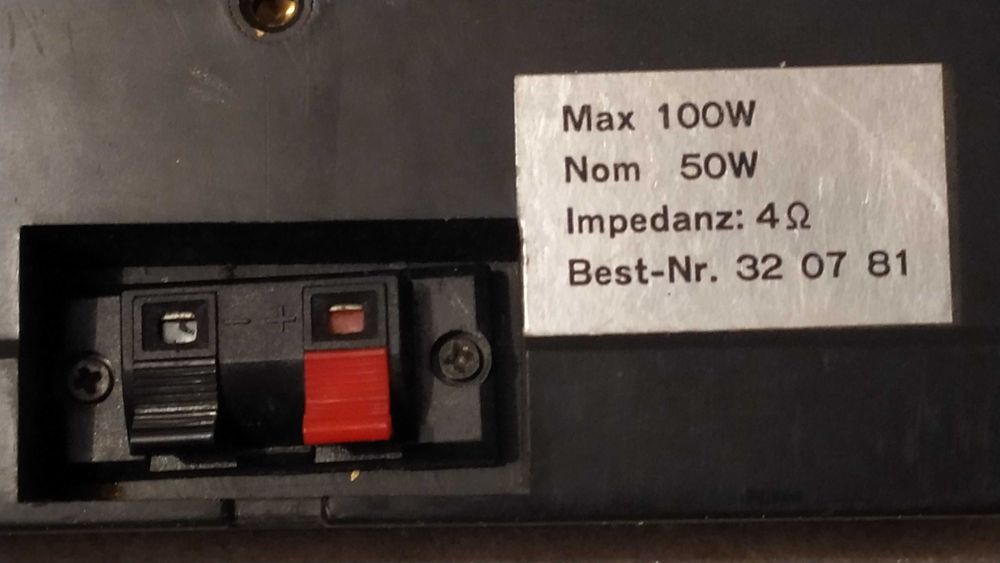 Max 100W
Nom 50W
Impedanz: 4Ω
Best-Nr. 32 07 81
- +